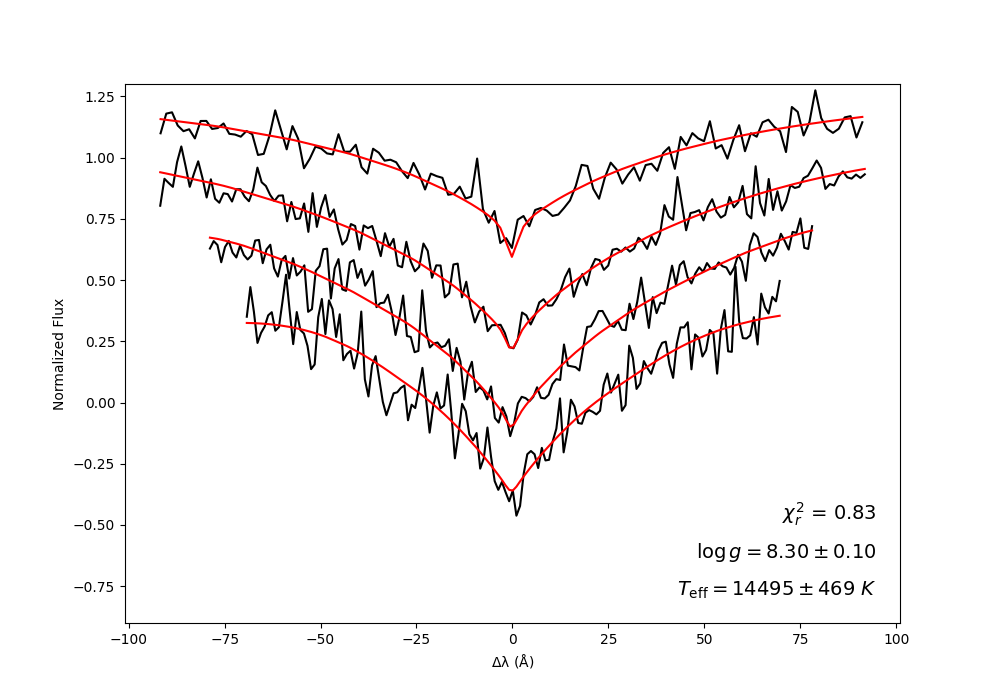 1.25
1.00
0.75
0.50
0.25
0.00
−0.25
−0.50
−0.75
Normalized Flux
χ²ᵣ = 0.83
log g = 8.30 ± 0.10
T_eff = 14495 ± 469 K
−100 −75 −50 −25 0 25 50 75 100
Δλ (Å)